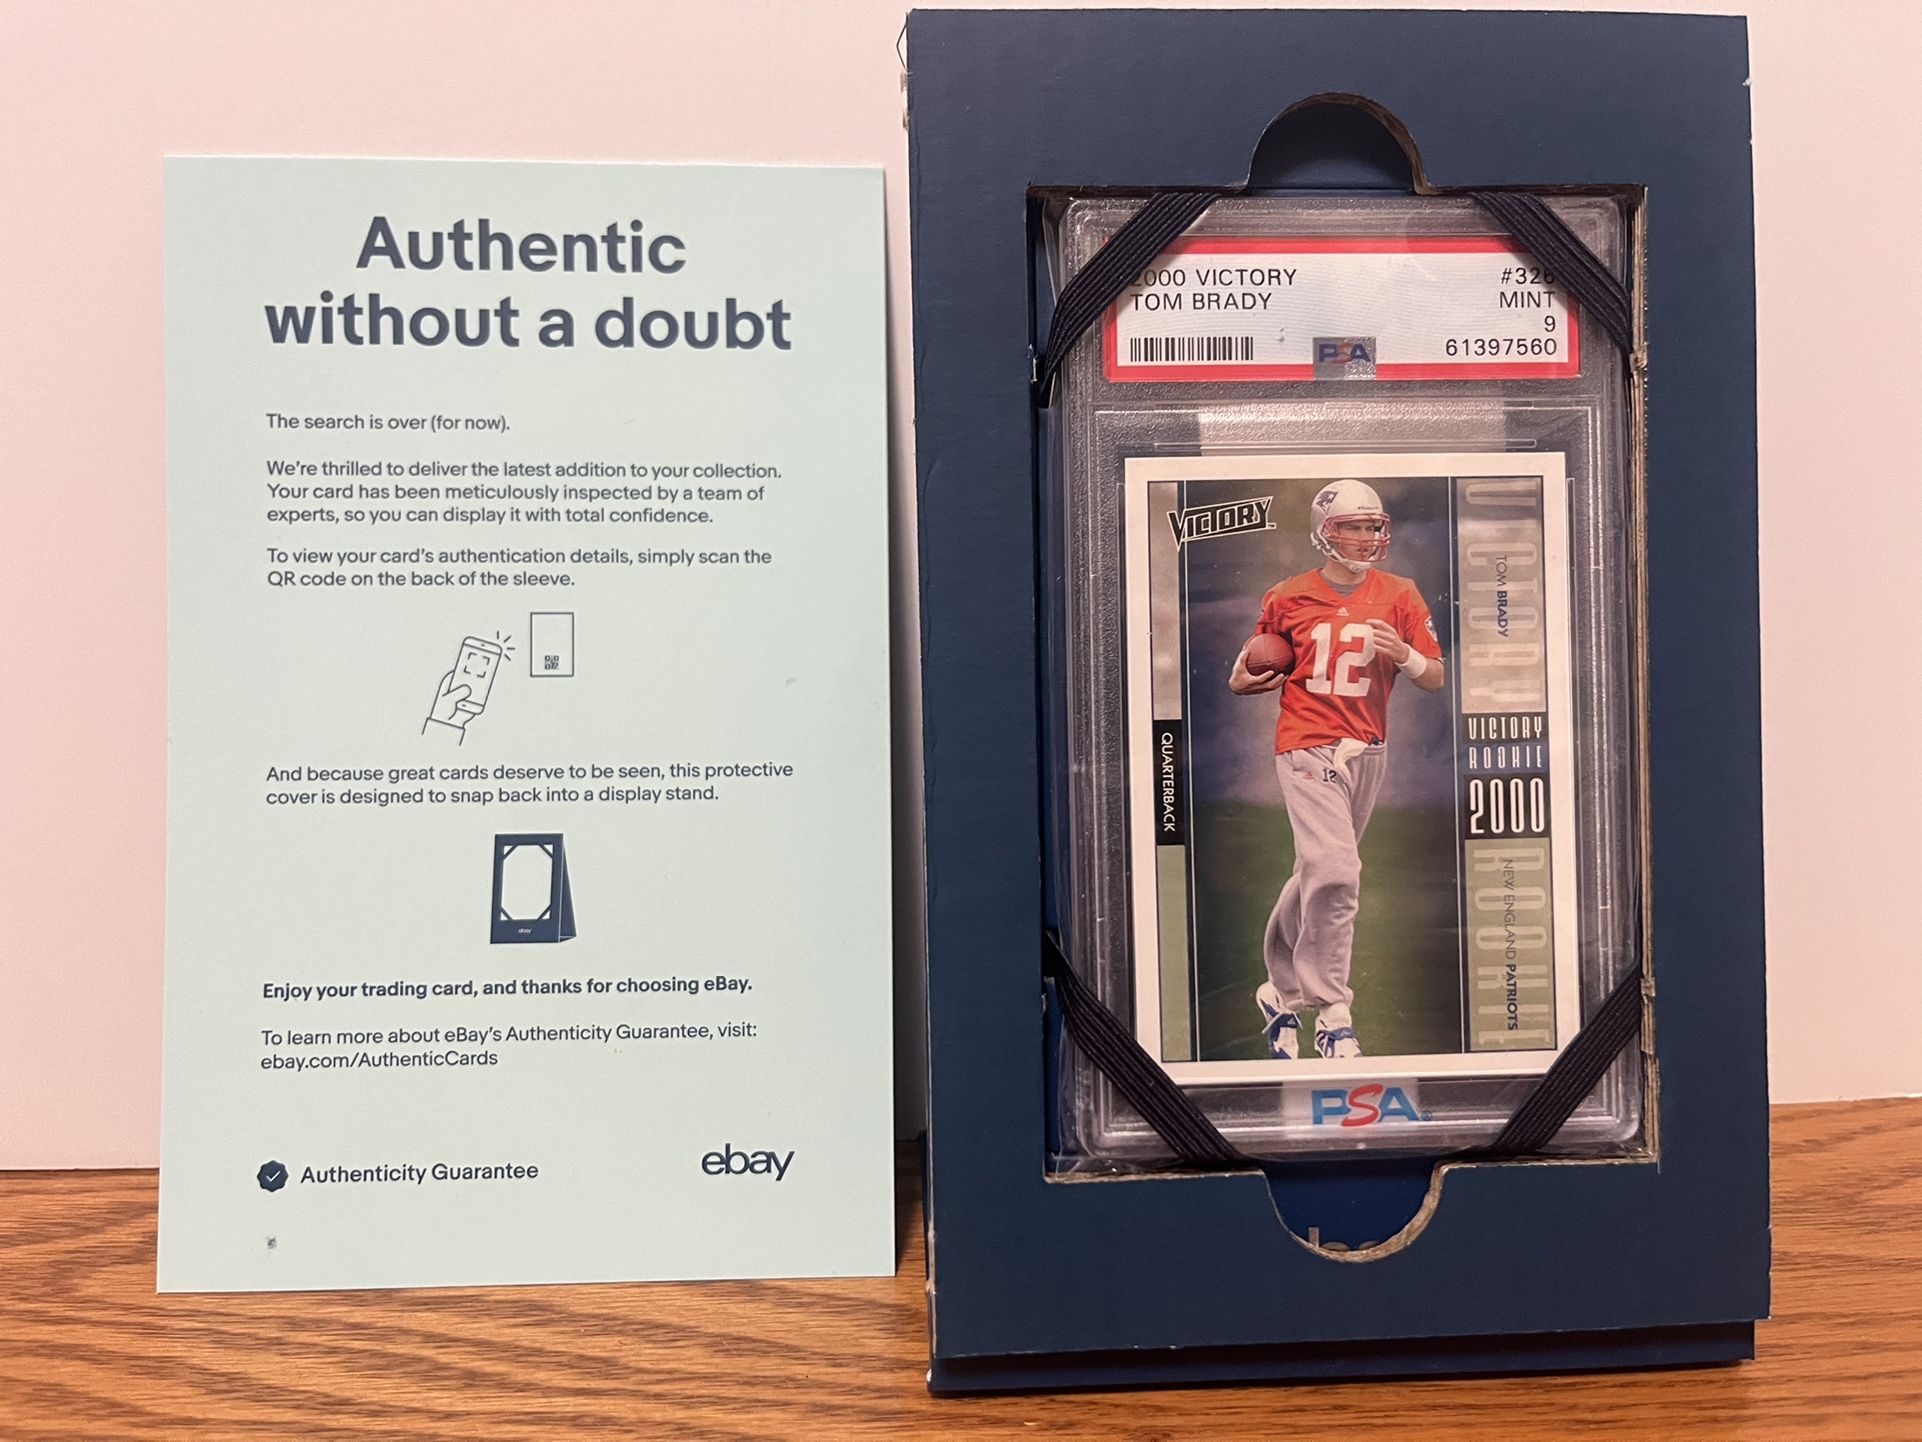 Authentic
without a doubt
The search is over (for now).
We're thrilled to deliver the latest addition to your collection.
Your card has been meticulously inspected by a team of
experts, so you can display it with total confidence.
To view your card's authentication details, simply scan the
QR code on the back of the sleeve.
And because great cards deserve to be seen, this protective
cover is designed to snap back into a display stand.
ebay
Enjoy your trading card, and thanks for choosing eBay.
To learn more about eBay's Authenticity Guarantee, visit:
ebay.com/AuthenticCards
Authenticity Guarantee
ebay
2000 VICTORY #326
TOM BRADY MINT
9
PSA 61397560
VICTORY™
VICTORY
TOM BRADY
12
12
QUARTERBACK
VICTORY
ROOKIE
2000
ROOKIE
NEW ENGLAND PATRIOTS
PSA®